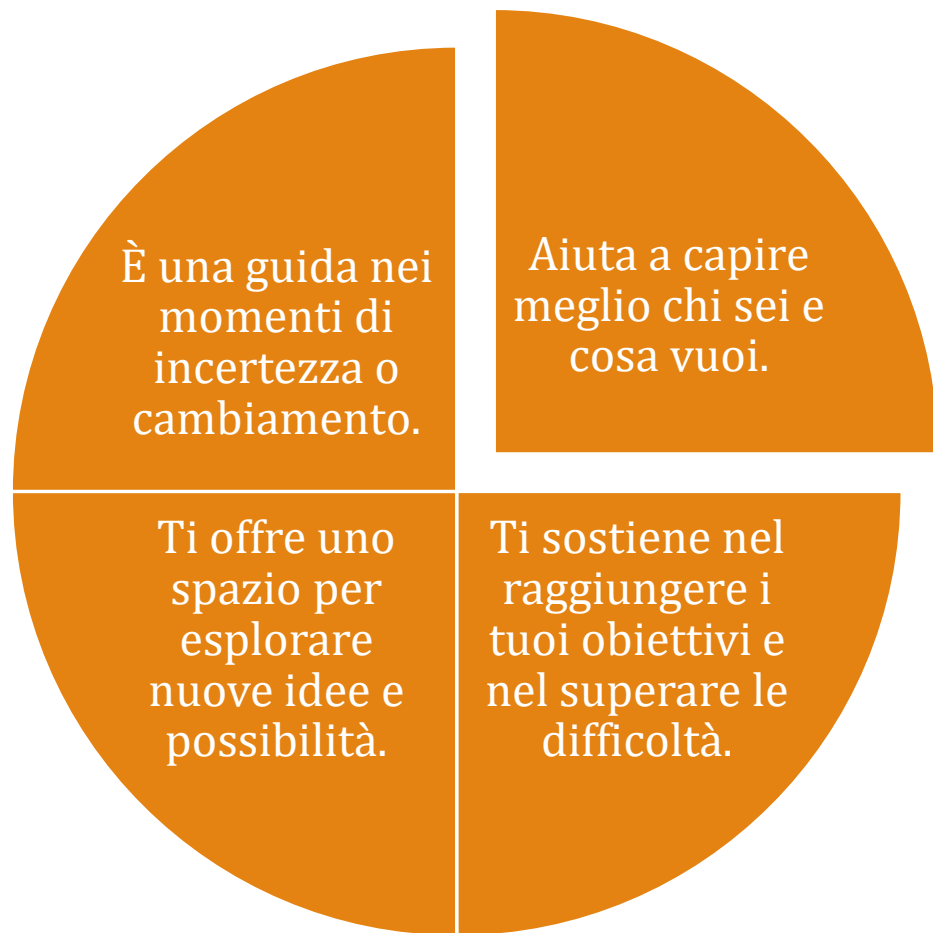 È una guida nei
momenti di
incertezza o
cambiamento.
Aiuta a capire
meglio chi sei e
cosa vuoi.
Ti offre uno
spazio per
esplorare
nuove idee e
possibilità.
Ti sostiene nel
raggiungere i
tuoi obiettivi e
nel superare le
difficoltà.